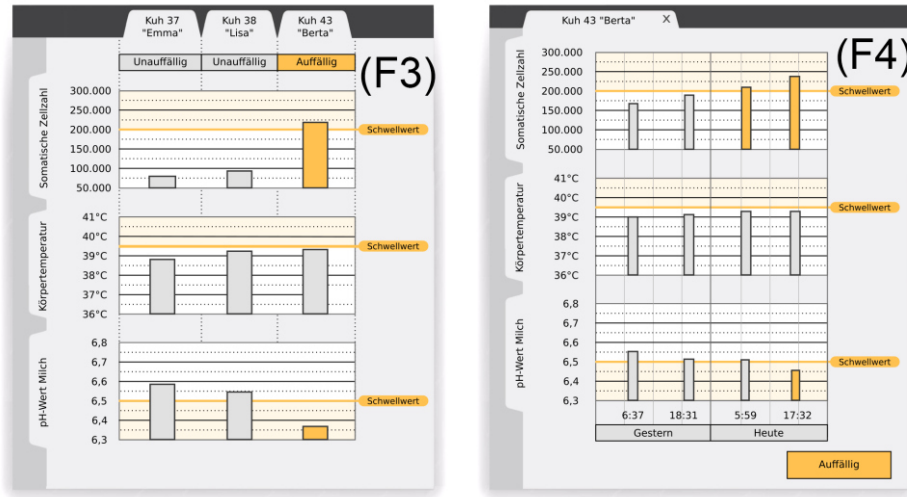 Kuh 37
"Emma"
Kuh 38
"Lisa"
Kuh 43
"Berta"
Unauffällig
Unauffällig
Auffällig
(F3)
Somatische Zellzahl
300.000
250.000
200.000
150.000
100.000
50.000
Schwellwert
Körpertemperatur
41°C
40°C
39°C
38°C
37°C
36°C
Schwellwert
pH-Wert Milch
6,8
6,7
6,6
6,5
6,4
6,3
Schwellwert
Kuh 43 "Berta"
X
(F4)
Somatische Zellzahl
300.000
250.000
200.000
150.000
100.000
50.000
Schwellwert
Körpertemperatur
41°C
40°C
39°C
38°C
37°C
36°C
Schwellwert
pH-Wert Milch
6,8
6,7
6,6
6,5
6,4
6,3
Schwellwert
6:37
18:31
5:59
17:32
Gestern
Heute
Auffällig